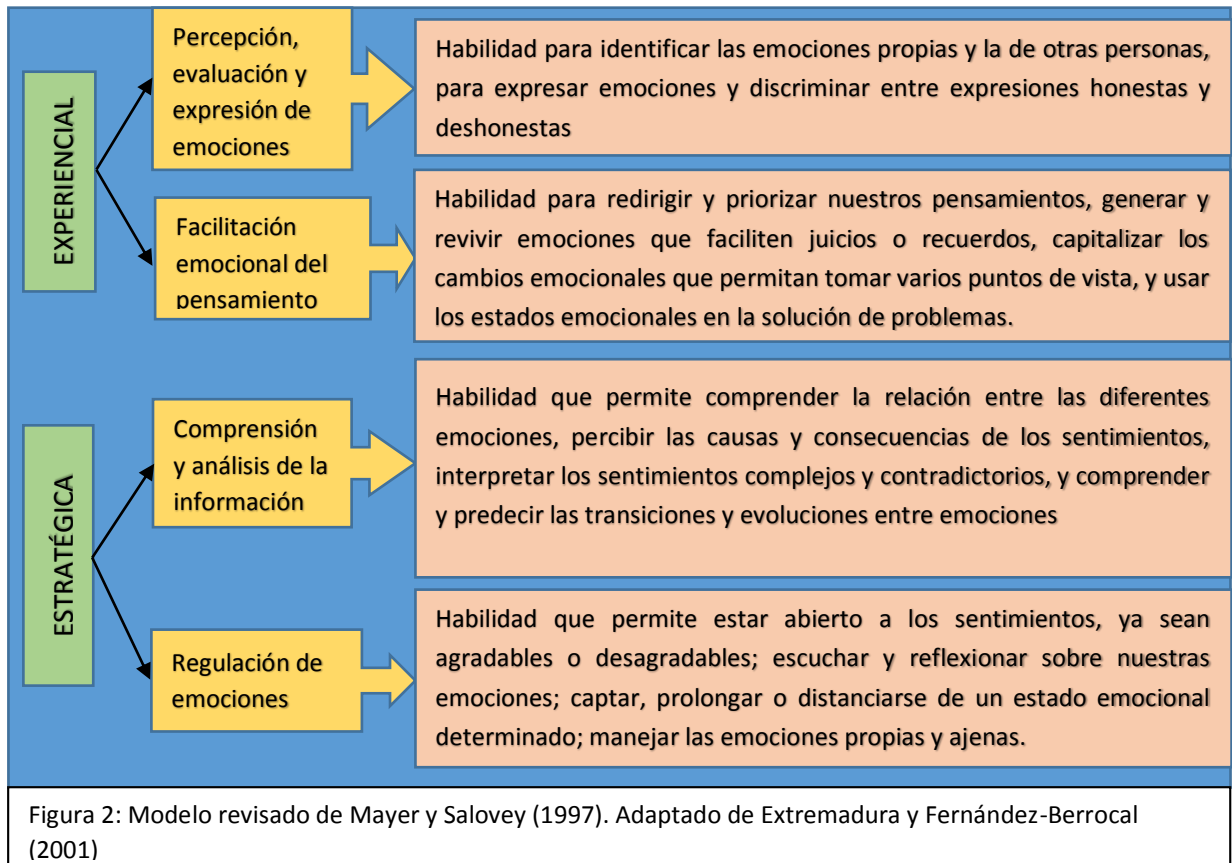 EXPERIENCIAL
Percepción,
evaluación y
expresión de
emociones
Habilidad para identificar las emociones propias y la de otras personas,
para expresar emociones y discriminar entre expresiones honestas y
deshonestas
Facilitación
emocional del
pensamiento
Habilidad para redirigir y priorizar nuestros pensamientos, generar y
revivir emociones que faciliten juicios o recuerdos, capitalizar los
cambios emocionales que permitan tomar varios puntos de vista, y usar
los estados emocionales en la solución de problemas.
ESTRATÉGICA
Comprensión
y análisis de la
información
Habilidad que permite comprender la relación entre las diferentes
emociones, percibir las causas y consecuencias de los sentimientos,
interpretar los sentimientos complejos y contradictorios, y comprender
y predecir las transiciones y evoluciones entre emociones
Regulación de
emociones
Habilidad que permite estar abierto a los sentimientos, ya sean
agradables o desagradables; escuchar y reflexionar sobre nuestras
emociones; captar, prolongar o distanciarse de un estado emocional
determinado; manejar las emociones propias y ajenas.
Figura 2: Modelo revisado de Mayer y Salovey (1997). Adaptado de Extremadura y Fernández-Berrocal
(2001)